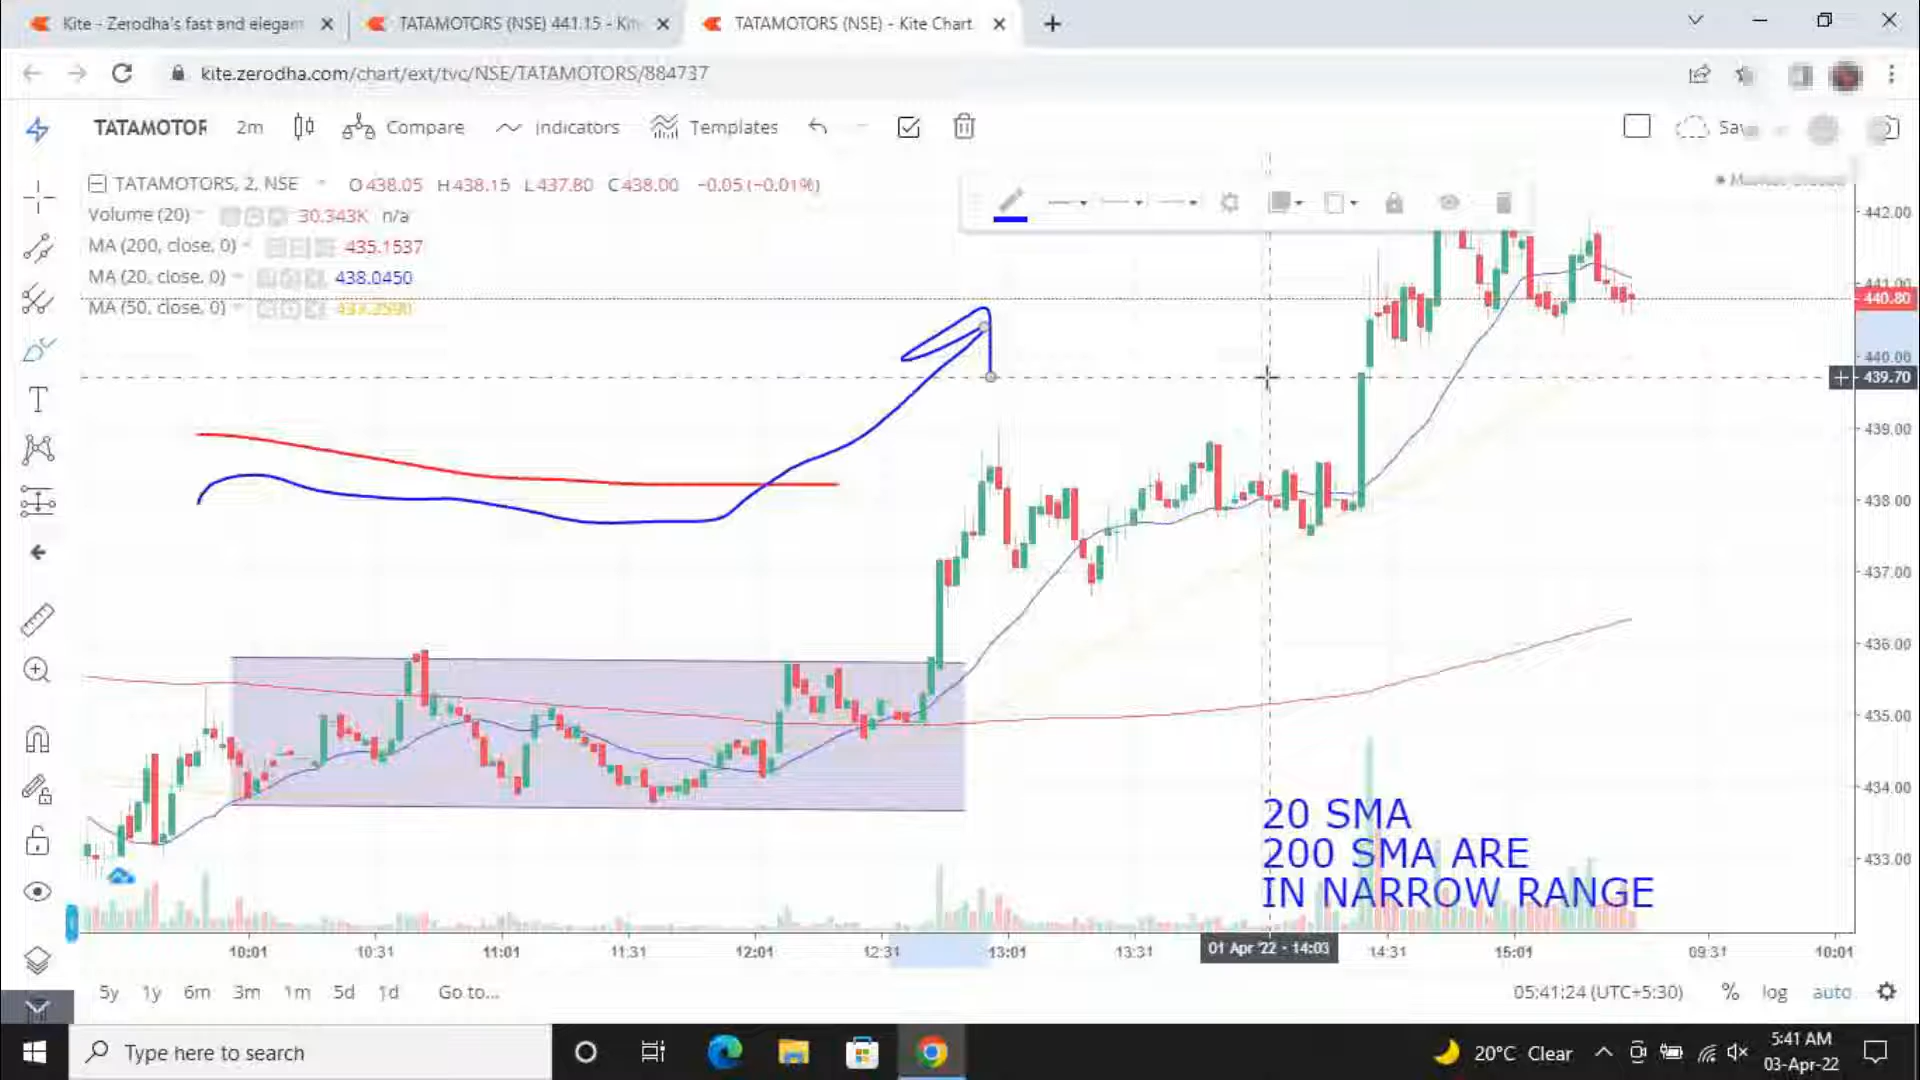 Kite - Zerodha's fast and elegan
TATAMOTORS (NSE) 441.15 - Kit
TATAMOTORS (NSE) - Kite Chart
kite.zerodha.com/chart/ext/tvc/NSE/TATAMOTORS/884737
TATAMOTOR 2m Compare Indicators Templates
TATAMOTORS, 2, NSE O438.05 H438.15 L437.80 C438.00 −0.05 (−0.01%)
Volume (20) 30.343K n/a
MA (200, close, 0) 435.1537
MA (20, close, 0) 438.0450
MA (50, close, 0)
442.00
441.00
440.80
440.00
439.70
439.00
438.00
437.00
436.00
435.00
434.00
433.00
20 SMA
200 SMA ARE
IN NARROW RANGE
10:01 10:31 11:01 11:31 12:01 12:31 13:01 13:31 01 Apr '22 - 14:03 14:31 15:01 09:31 10:01
5y 1y 6m 3m 1m 5d 1d Go to... 05:41:24 (UTC+5:30) % log auto
Type here to search
20°C Clear
5:41 AM
03-Apr-22